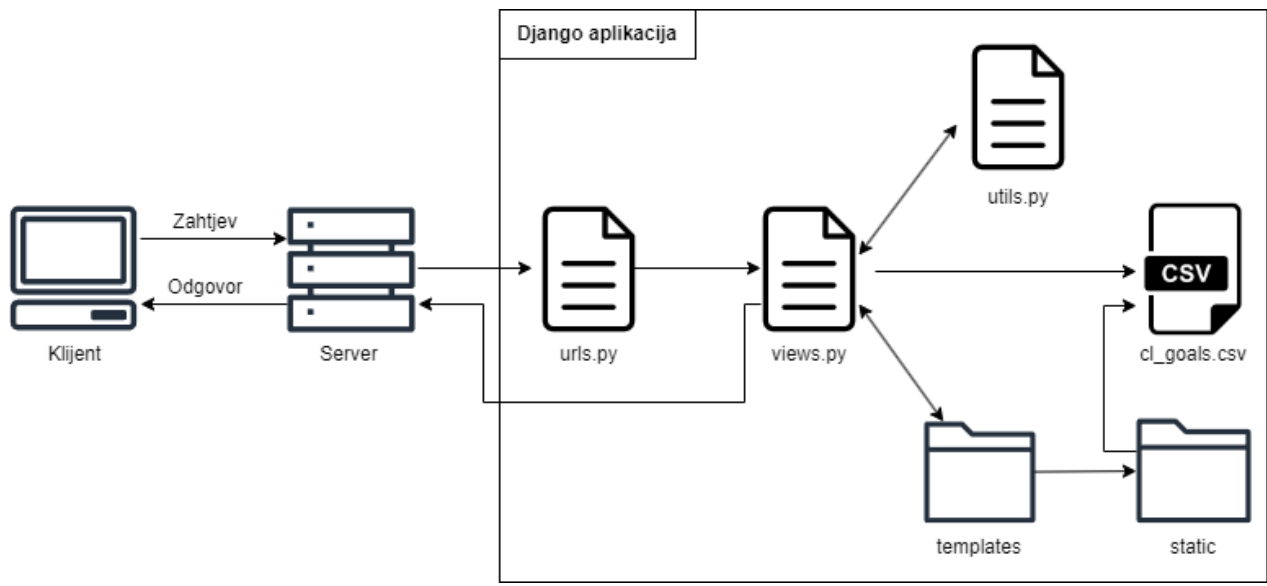 Django aplikacija
utils.py
Zahtjev
Odgovor
CSV
Klijent
Server
urls.py
views.py
cl_goals.csv
templates
static